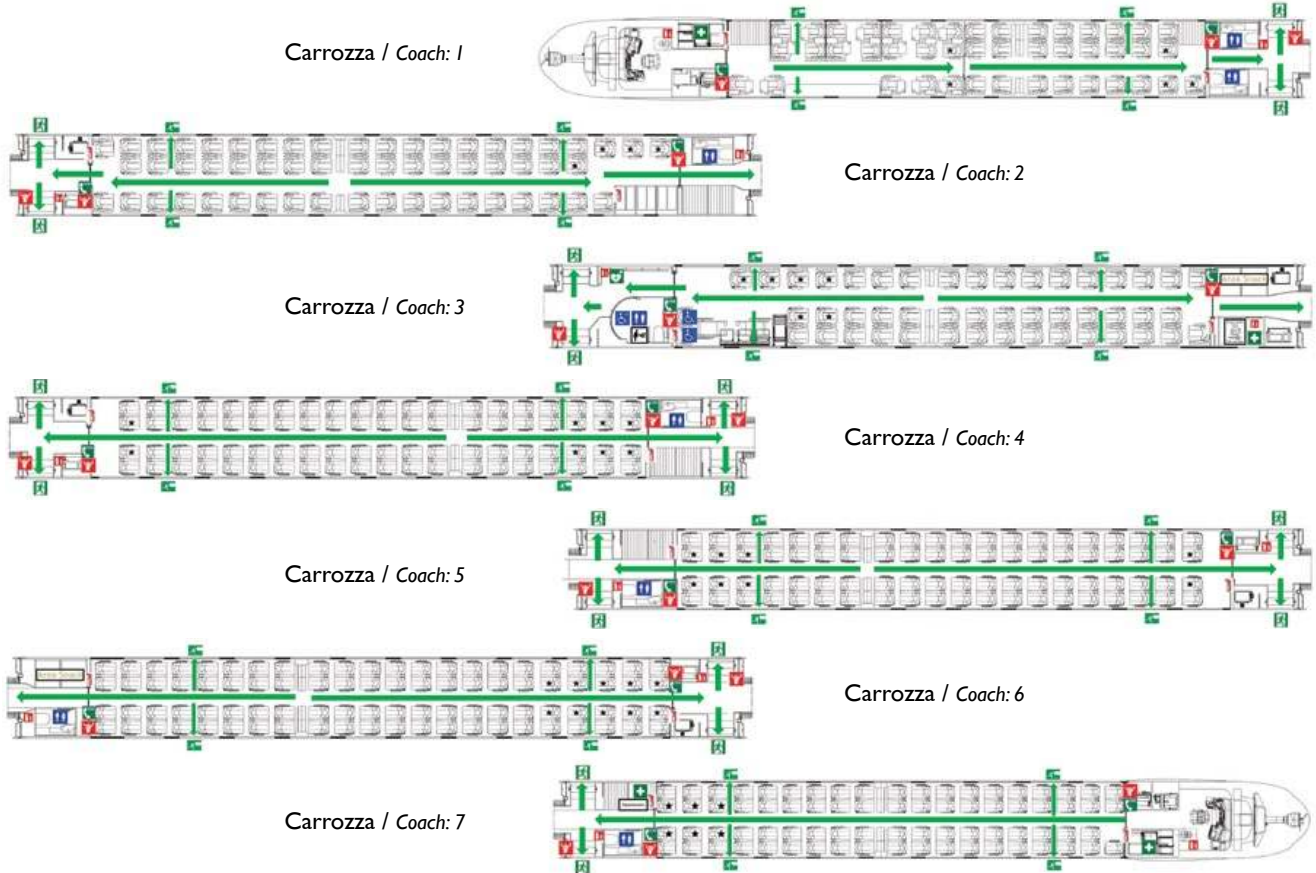 Carrozza / Coach: 1
Carrozza / Coach: 2
Carrozza / Coach: 3
Carrozza / Coach: 4
Carrozza / Coach: 5
Carrozza / Coach: 6
Carrozza / Coach: 7